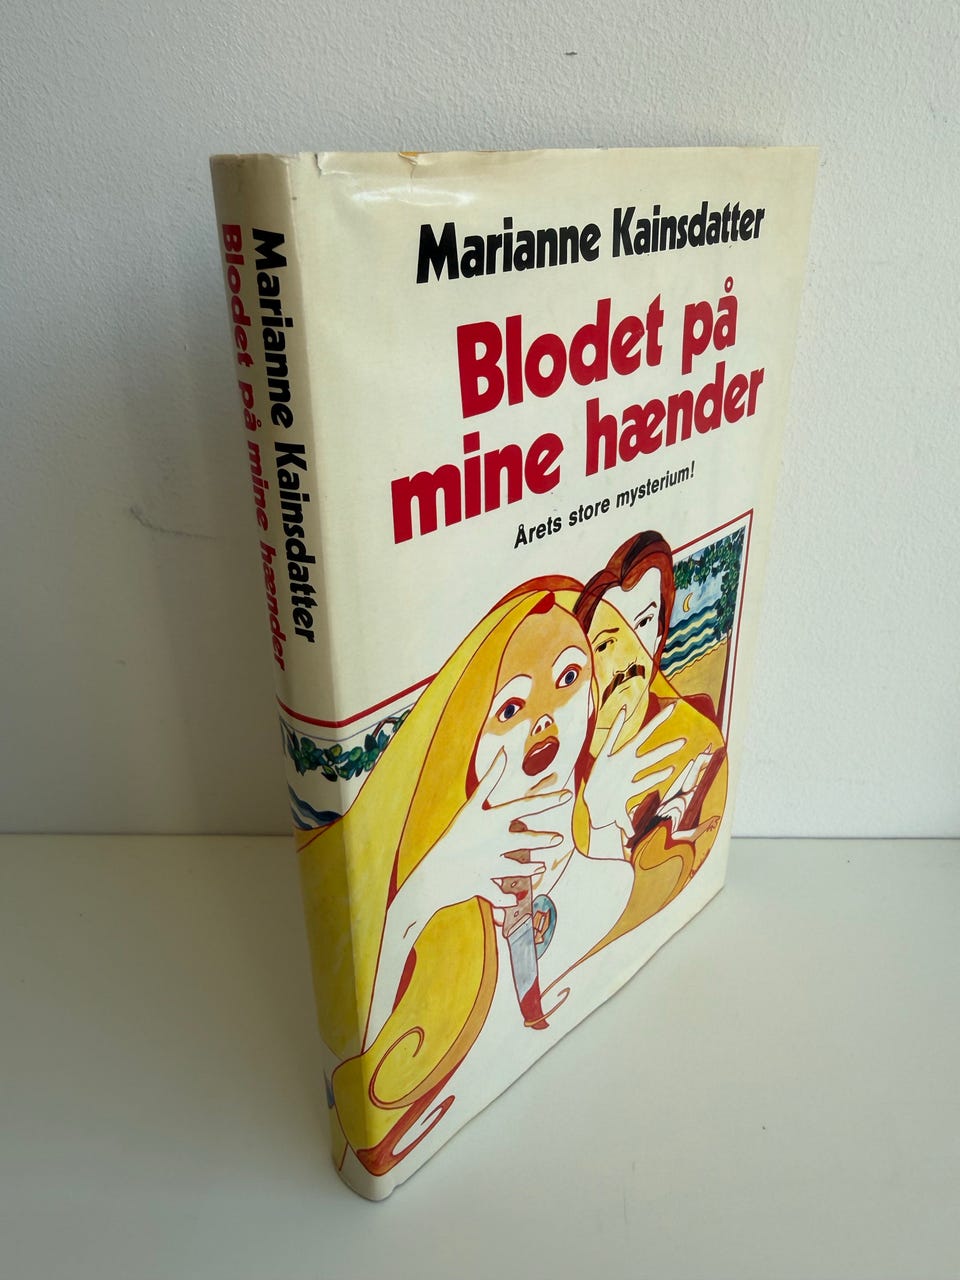 Marianne Kainsdatter
Blodet på mine hænder
Marianne Kainsdatter
Blodet på
mine hænder
Årets store mysterium!